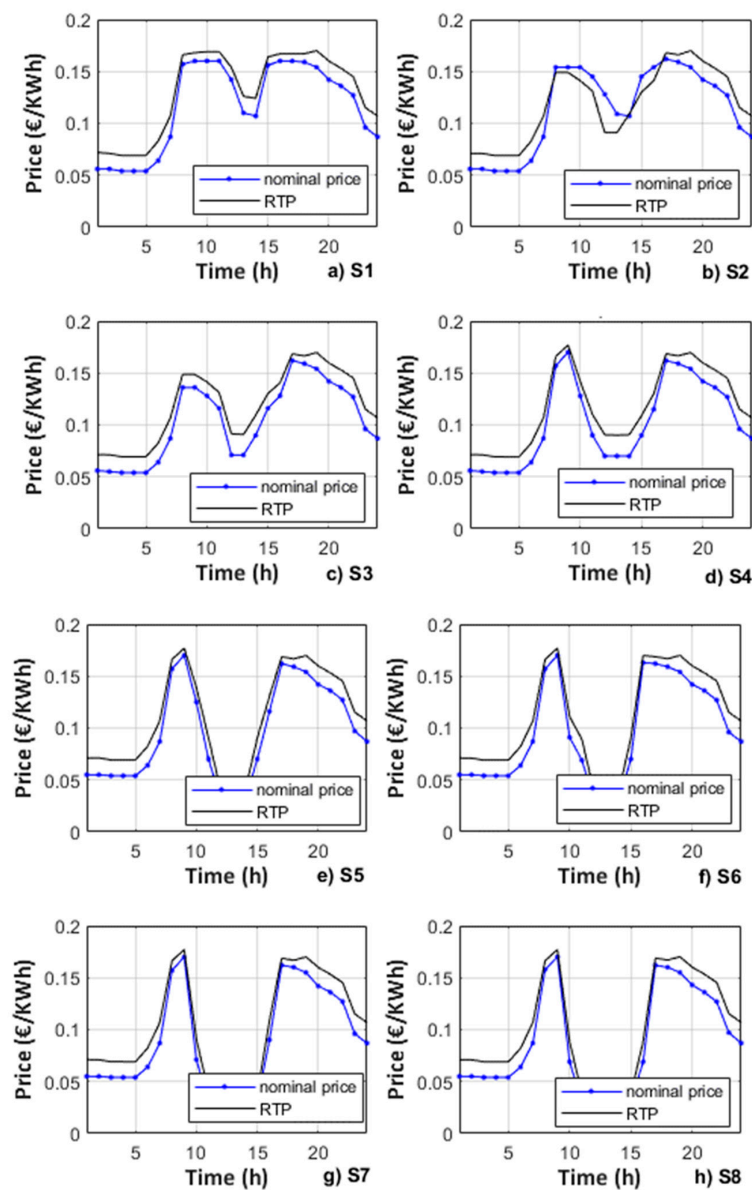 0.2
0.15
0.1
0.05
0
Price (€/KWh)
nominal price
RTP
5 10 15 20
Time (h)
a) S1
0.2
0.15
0.1
0.05
0
Price (€/KWh)
nominal price
RTP
5 10 15 20
Time (h)
b) S2
0.2
0.15
0.1
0.05
0
Price (€/KWh)
nominal price
RTP
5 10 15 20
Time (h)
c) S3
0.2
0.15
0.1
0.05
0
Price (€/KWh)
nominal price
RTP
5 10 15 20
Time (h)
d) S4
0.2
0.15
0.1
0.05
0
Price (€/KWh)
nominal price
RTP
5 10 15 20
Time (h)
e) S5
0.2
0.15
0.1
0.05
0
Price (€/KWh)
nominal price
RTP
5 10 15 20
Time (h)
f) S6
0.2
0.15
0.1
0.05
0
Price (€/KWh)
nominal price
RTP
5 10 15 20
Time (h)
g) S7
0.2
0.15
0.1
0.05
0
Price (€/KWh)
nominal price
RTP
5 10 15 20
Time (h)
h) S8